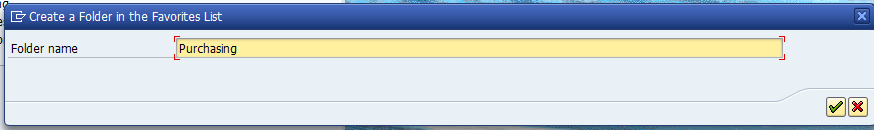 Create a Folder in the Favorites List
Folder name
Purchasing